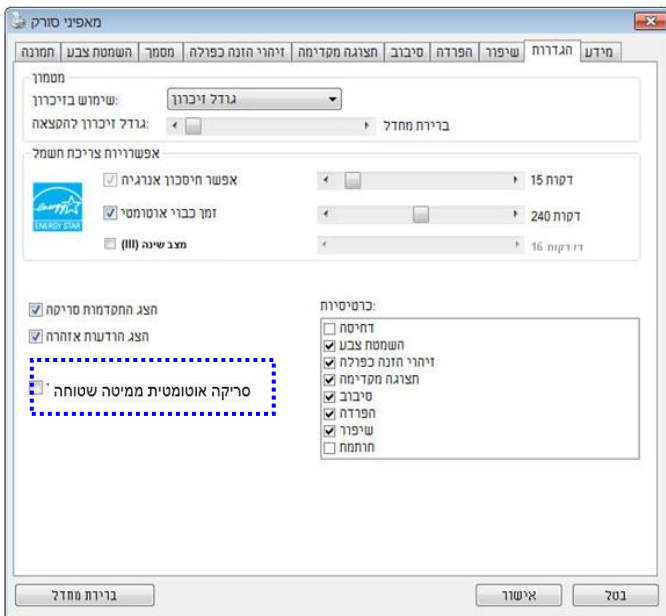 מאפיני סורק
תמונה השמטת צבע מסמך זיהוי הזנה כפולה תצוגה מקדימה סיבוב הפרדה שיפור הגדרות מידע
מטמון
שימוש בזיכרון: גודל זיכרון
גודל זיכרון להקצאה: ברירת מחדל
אפשרויות צריכת חשמל
ENERGY STAR
אפשר חיסכון אנרגיה 15 דקות
זמן כבוי אוטומטי 240 דקות
מצב שינה (III) 16 דקות
הצג התקדמות סריקה
הצג הודעות אזהרה
סריקה אוטומטית ממיטה שטוחה
כרטיסיות:
דחיסה
השמטת צבע
זיהוי הזנה כפולה
תצוגה מקדימה
סיבוב
הפרדה
שיפור
חותמת
ברירת מחדל אישור בטל